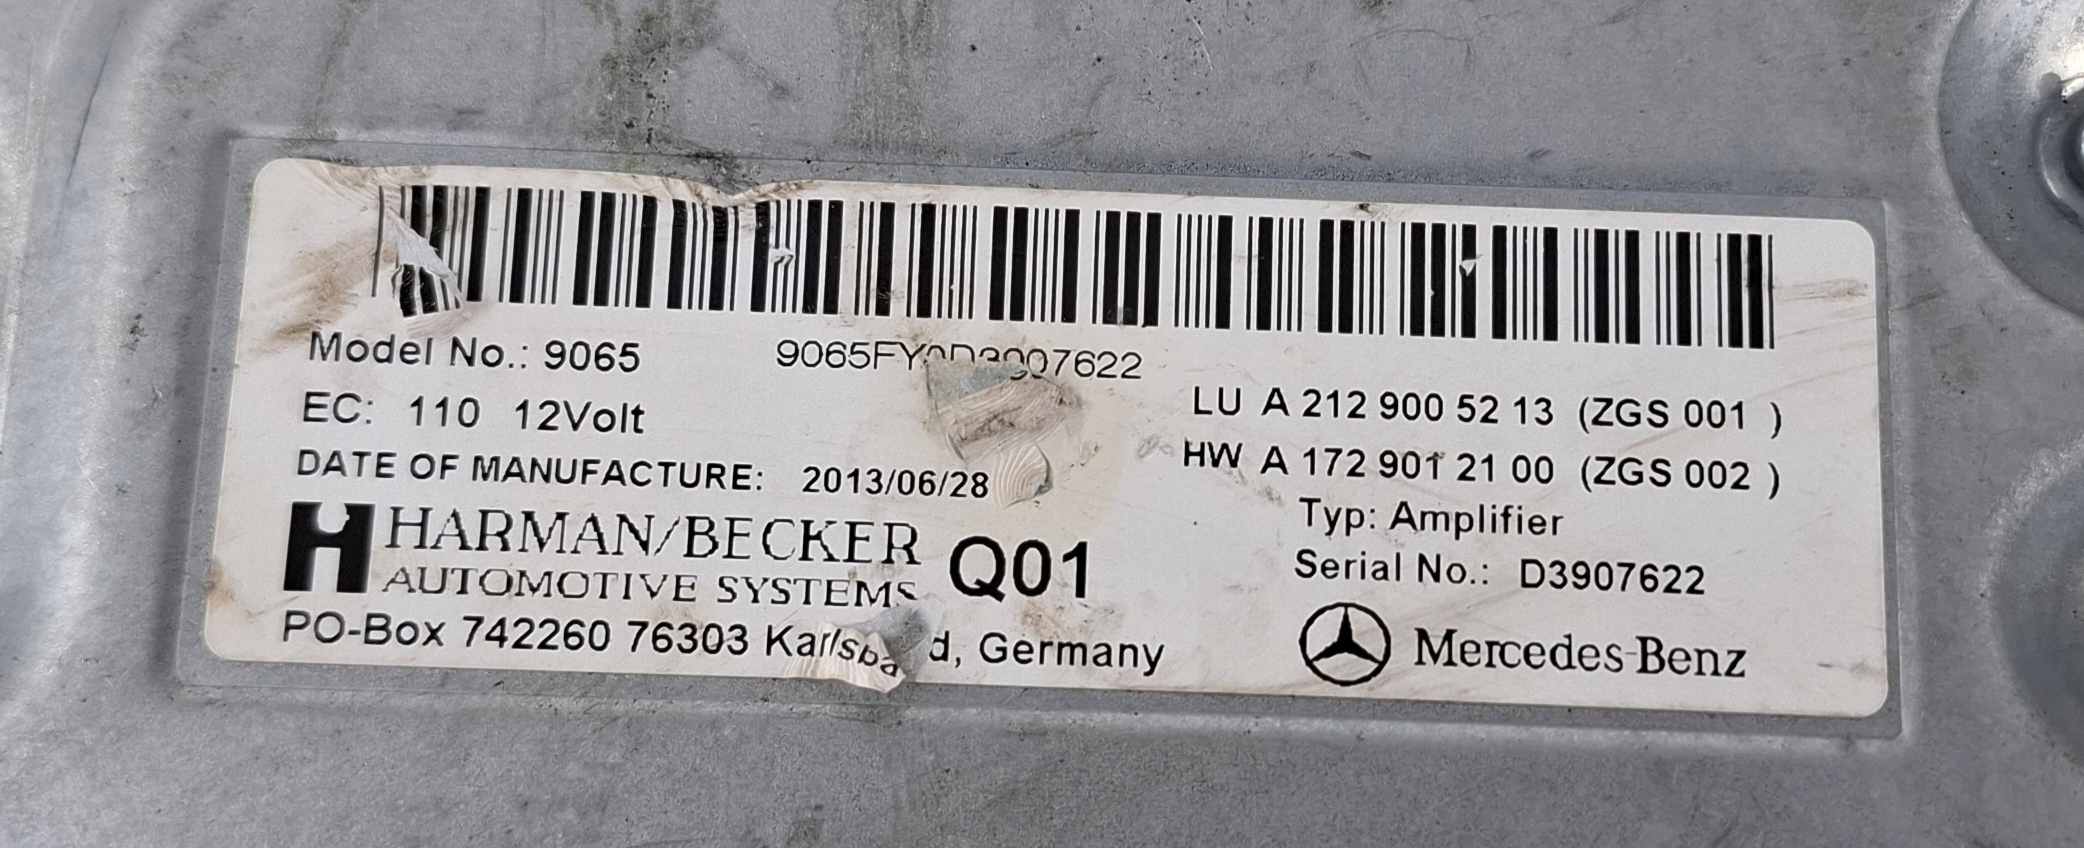 Model No.: 9065
EC: 110 12Volt
DATE OF MANUFACTURE: 2013/06/28
HARMAN/BECKER
AUTOMOTIVE SYSTEMS
Q01
PO-Box 742260 76303 Germany
LU A 212 900 52 13 (ZGS 001 )
HW A 172 901 21 00 (ZGS 002 )
Typ: Amplifier
Serial No.: D3907622
Mercedes-Benz